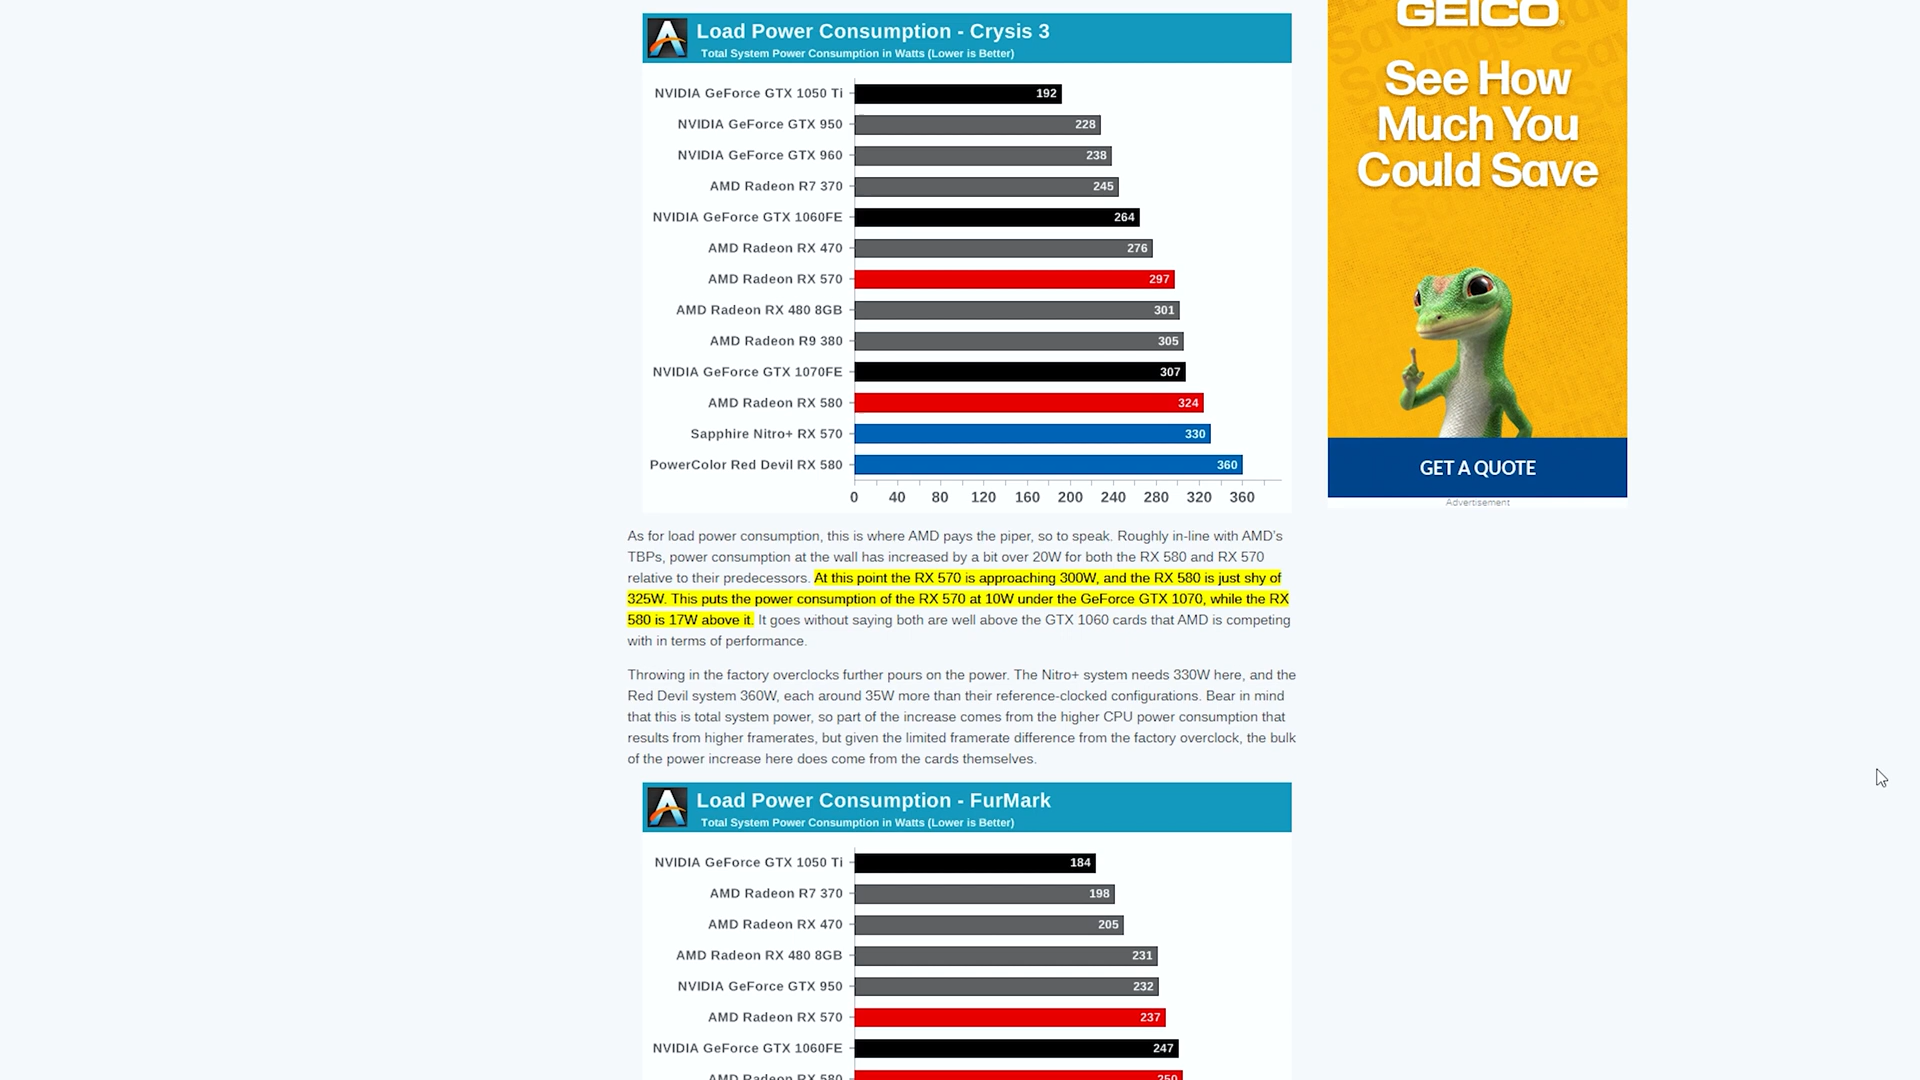 Load Power Consumption - Crysis 3
Total System Power Consumption in Watts (Lower is Better)
NVIDIA GeForce GTX 1050 Ti 192
NVIDIA GeForce GTX 950 228
NVIDIA GeForce GTX 960 238
AMD Radeon R7 370 245
NVIDIA GeForce GTX 1060FE 264
AMD Radeon RX 470 276
AMD Radeon RX 570 297
AMD Radeon RX 480 8GB 301
AMD Radeon R9 380 305
NVIDIA GeForce GTX 1070FE 307
AMD Radeon RX 580 324
Sapphire Nitro+ RX 570 330
PowerColor Red Devil RX 580 360
0 40 80 120 160 200 240 280 320 360
As for load power consumption, this is where AMD pays the piper, so to speak. Roughly in-line with AMD's
TBPs, power consumption at the wall has increased by a bit over 20W for both the RX 580 and RX 570
relative to their predecessors. At this point the RX 570 is approaching 300W, and the RX 580 is just shy of
325W. This puts the power consumption of the RX 570 at 10W under the GeForce GTX 1070, while the RX
580 is 17W above it. It goes without saying both are well above the GTX 1060 cards that AMD is competing
with in terms of performance.
Throwing in the factory overclocks further pours on the power. The Nitro+ system needs 330W here, and the
Red Devil system 360W, each around 35W more than their reference-clocked configurations. Bear in mind
that this is total system power, so part of the increase comes from the higher CPU power consumption that
results from higher framerates, but given the limited framerate difference from the factory overclock, the bulk
of the power increase here does come from the cards themselves.
Load Power Consumption - FurMark
Total System Power Consumption in Watts (Lower is Better)
NVIDIA GeForce GTX 1050 Ti 184
AMD Radeon R7 370 198
AMD Radeon RX 470 205
AMD Radeon RX 480 8GB 231
NVIDIA GeForce GTX 950 232
AMD Radeon RX 570 237
NVIDIA GeForce GTX 1060FE 247
AMD Radeon RX 580 250
GEICO
See How
Much You
Could Save
GET A QUOTE
Advertisement